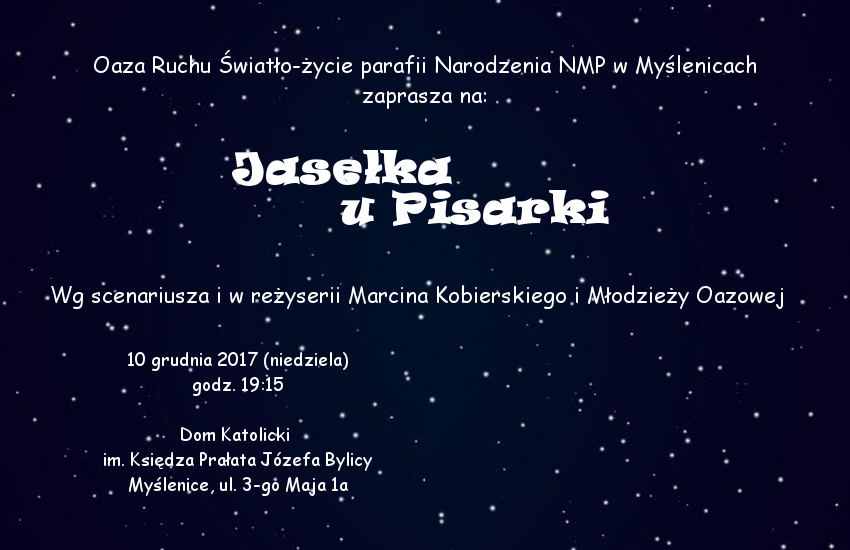 Oaza Ruchu Światło-życie parafii Narodzenia NMP w Myślenicach
zaprasza na:
Jasełka
u Pisarki
Wg scenariusza i w reżyserii Marcina Kobierskiego i Młodzieży Oazowej
10 grudnia 2017 (niedziela)
godz. 19:15
Dom Katolicki
im. Księdza Prałata Józefa Bylicy
Myślenice, ul. 3-go Maja 1a